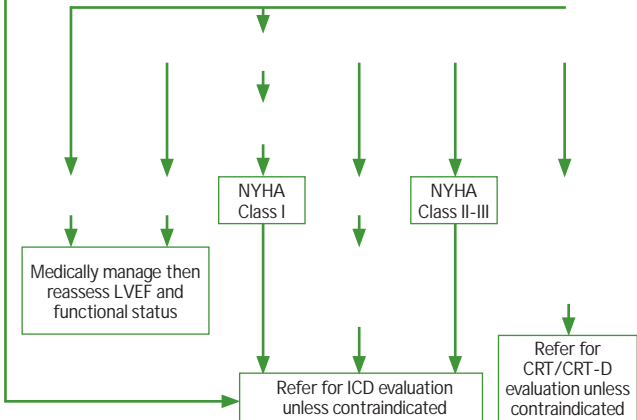 NYHA
Class I
NYHA
Class II-III
Medically manage then
reassess LVEF and
functional status
Refer for ICD evaluation
unless contraindicated
Refer for
CRT/CRT-D
evaluation unless
contraindicated